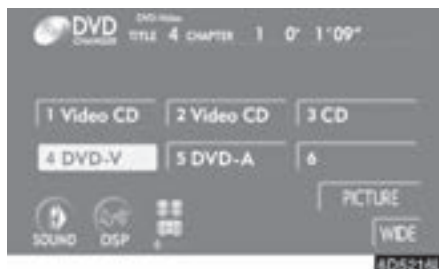 DVD-Video
DVD CHANGER TITLE 4 CHAPTER 1 0' 1'09"
1 Video CD 2 Video CD 3 CD
4 DVD-V 5 DVD-A 6
PICTURE
SOUND DSP WIDE